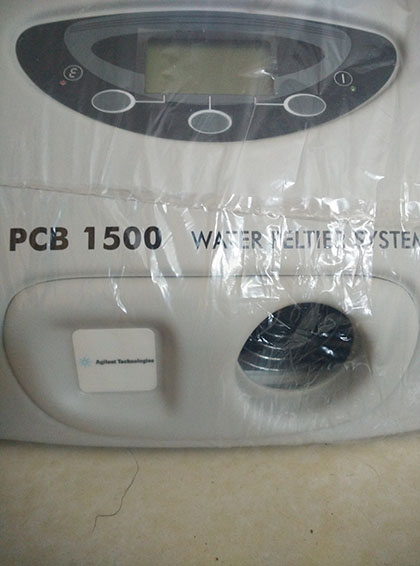 PCB 1500 WATER PELTIER SYSTEM
Agilent Technologies